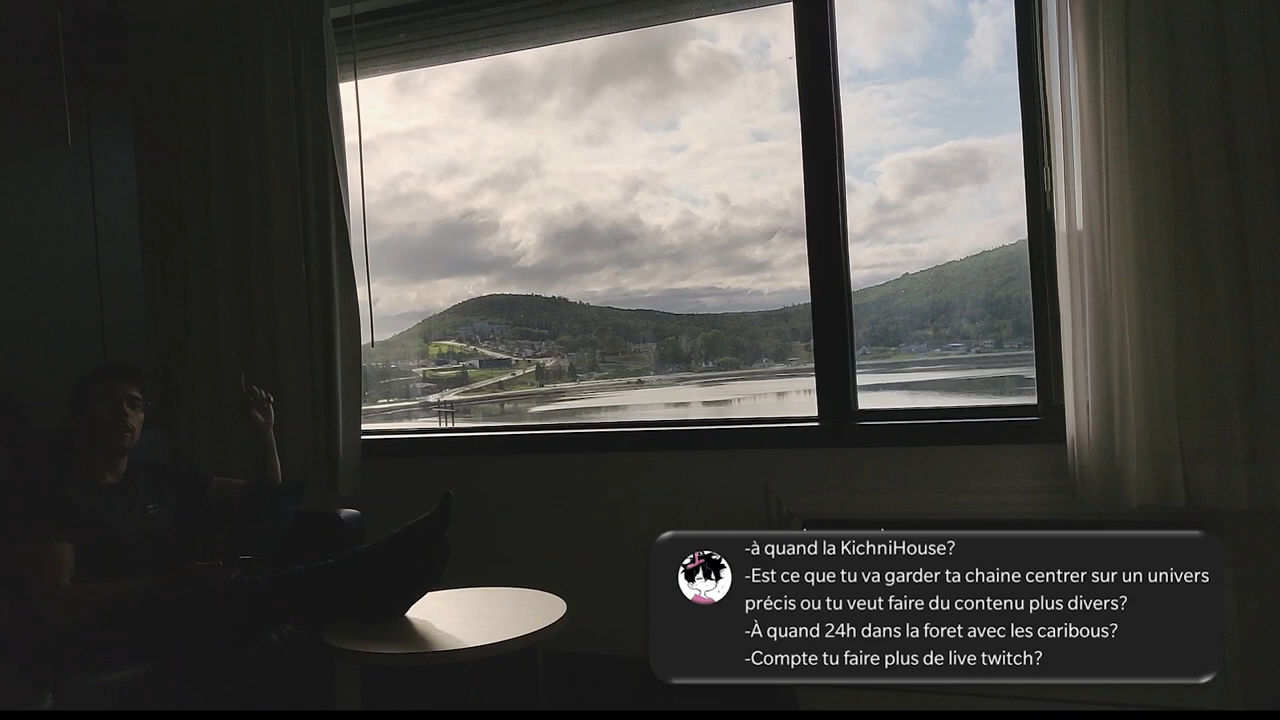 -à quand la KichniHouse?
-Est ce que tu va garder ta chaine centrer sur un univers
précis ou tu veut faire du contenu plus divers?
-À quand 24h dans la foret avec les caribous?
-Compte tu faire plus de live twitch?